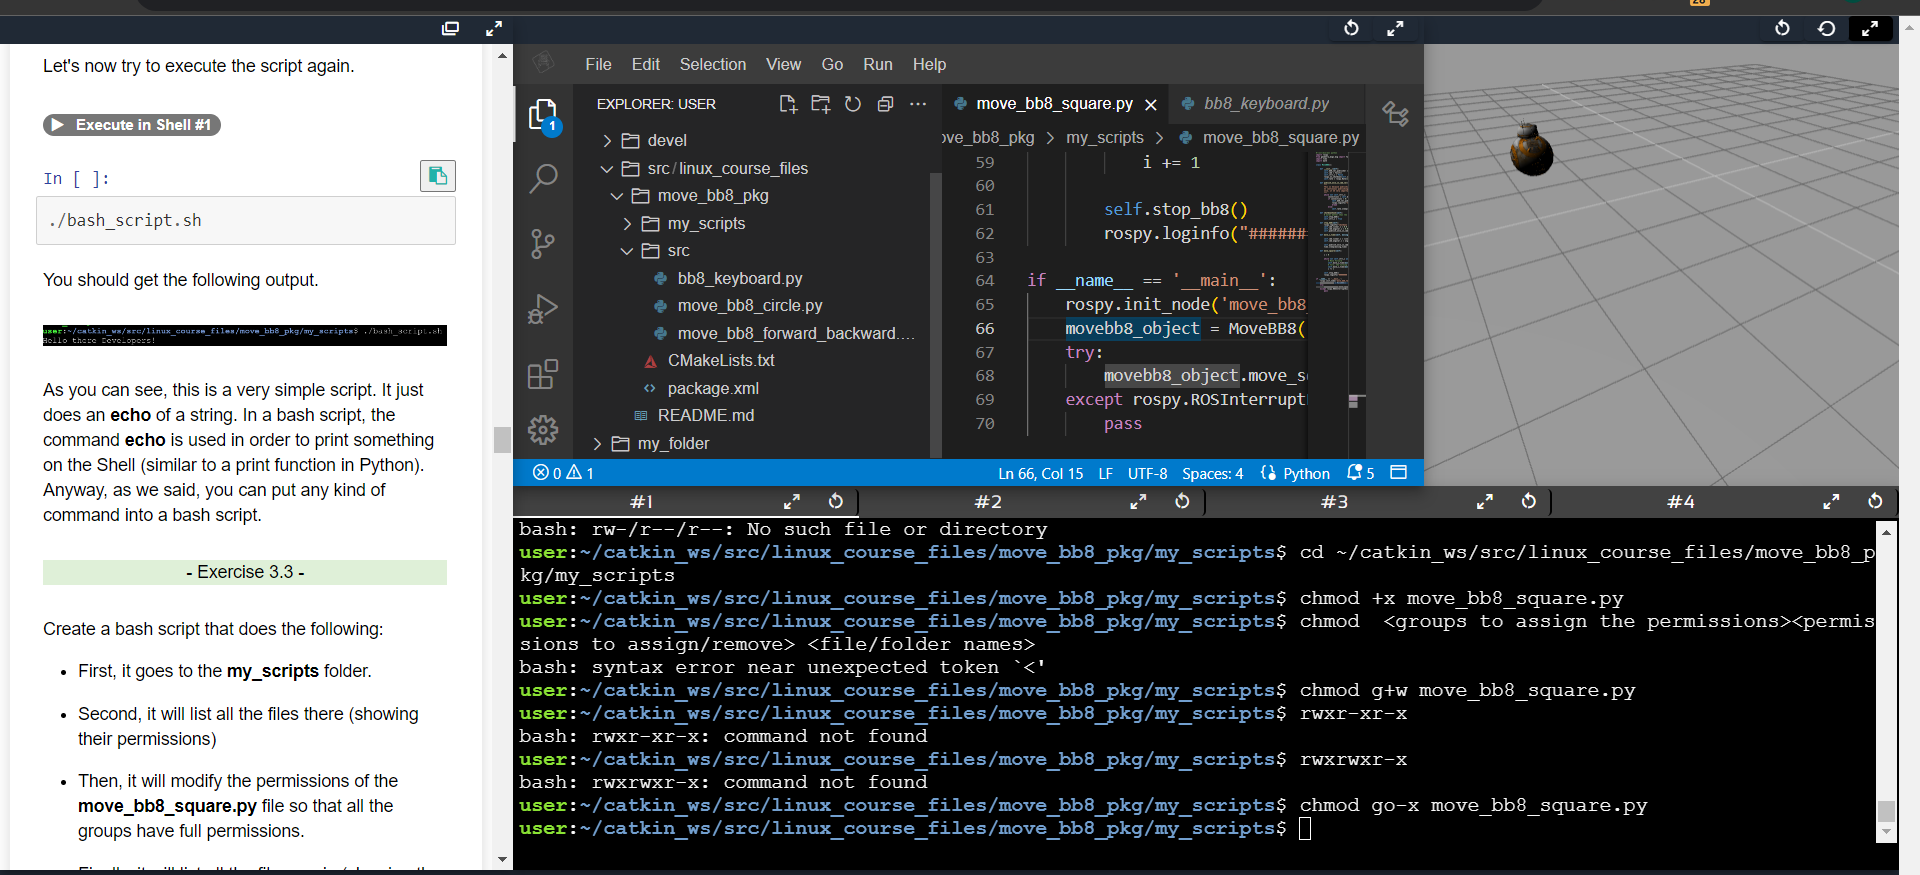 26
Let's now try to execute the script again.
Execute in Shell #1
In [ ]:
./bash_script.sh
You should get the following output.
user:~/catkin_ws/src/linux_course_files/move_bb8_pkg/my_scripts$ ./bash_script.sh
Hello there Developers!
As you can see, this is a very simple script. It just
does an echo of a string. In a bash script, the
command echo is used in order to print something
on the Shell (similar to a print function in Python).
Anyway, as we said, you can put any kind of
command into a bash script.
- Exercise 3.3 -
Create a bash script that does the following:
• First, it goes to the my_scripts folder.
• Second, it will list all the files there (showing
their permissions)
• Then, it will modify the permissions of the
move_bb8_square.py file so that all the
groups have full permissions.
File Edit Selection View Go Run Help
1
EXPLORER: USER
devel
src/linux_course_files
move_bb8_pkg
my_scripts
src
bb8_keyboard.py
move_bb8_circle.py
move_bb8_forward_backward....
CMakeLists.txt
package.xml
README.md
my_folder
move_bb8_square.py
bb8_keyboard.py
ove_bb8_pkg > my_scripts > move_bb8_square.py
59 i += 1
60
61 self.stop_bb8()
62 rospy.loginfo("######
63
64 if __name__ == '__main__':
65 rospy.init_node('move_bb8_
66 movebb8_object = MoveBB8(
67 try:
68 movebb8_object.move_s
69 except rospy.ROSInterrupt
70 pass
0 1
Ln 66, Col 15 LF UTF-8 Spaces: 4 Python 5
#1 #2 #3 #4
bash: rw-/r--/r--: No such file or directory
user:~/catkin_ws/src/linux_course_files/move_bb8_pkg/my_scripts$ cd ~/catkin_ws/src/linux_course_files/move_bb8_p
kg/my_scripts
user:~/catkin_ws/src/linux_course_files/move_bb8_pkg/my_scripts$ chmod +x move_bb8_square.py
user:~/catkin_ws/src/linux_course_files/move_bb8_pkg/my_scripts$ chmod  <groups to assign the permissions><permis
sions to assign/remove> <file/folder names>
bash: syntax error near unexpected token `<'
user:~/catkin_ws/src/linux_course_files/move_bb8_pkg/my_scripts$ chmod g+w move_bb8_square.py
user:~/catkin_ws/src/linux_course_files/move_bb8_pkg/my_scripts$ rwxr-xr-x
bash: rwxr-xr-x: command not found
user:~/catkin_ws/src/linux_course_files/move_bb8_pkg/my_scripts$ rwxrwxr-x
bash: rwxrwxr-x: command not found
user:~/catkin_ws/src/linux_course_files/move_bb8_pkg/my_scripts$ chmod go-x move_bb8_square.py
user:~/catkin_ws/src/linux_course_files/move_bb8_pkg/my_scripts$